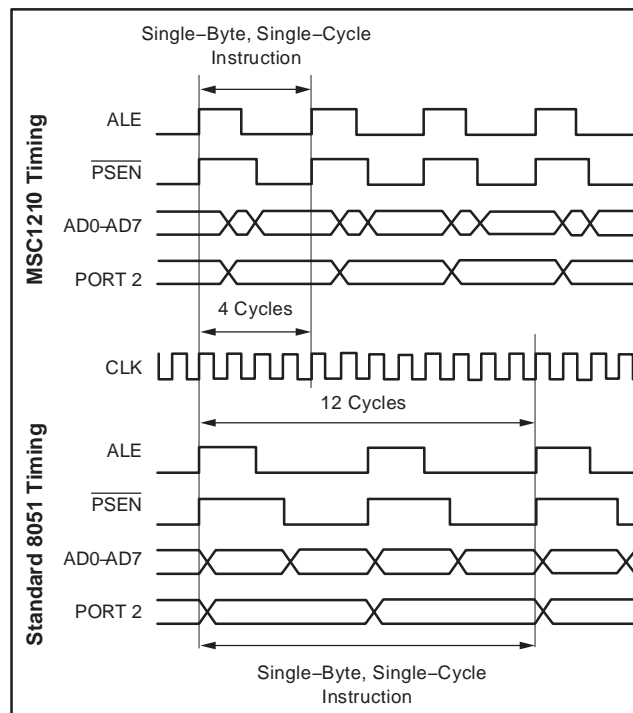 Single–Byte, Single–Cycle
Instruction
MSC1210 Timing
ALE
PSEN
AD0-AD7
PORT 2
4 Cycles
CLK
12 Cycles
Standard 8051 Timing
ALE
PSEN
AD0-AD7
PORT 2
Single–Byte, Single–Cycle
Instruction